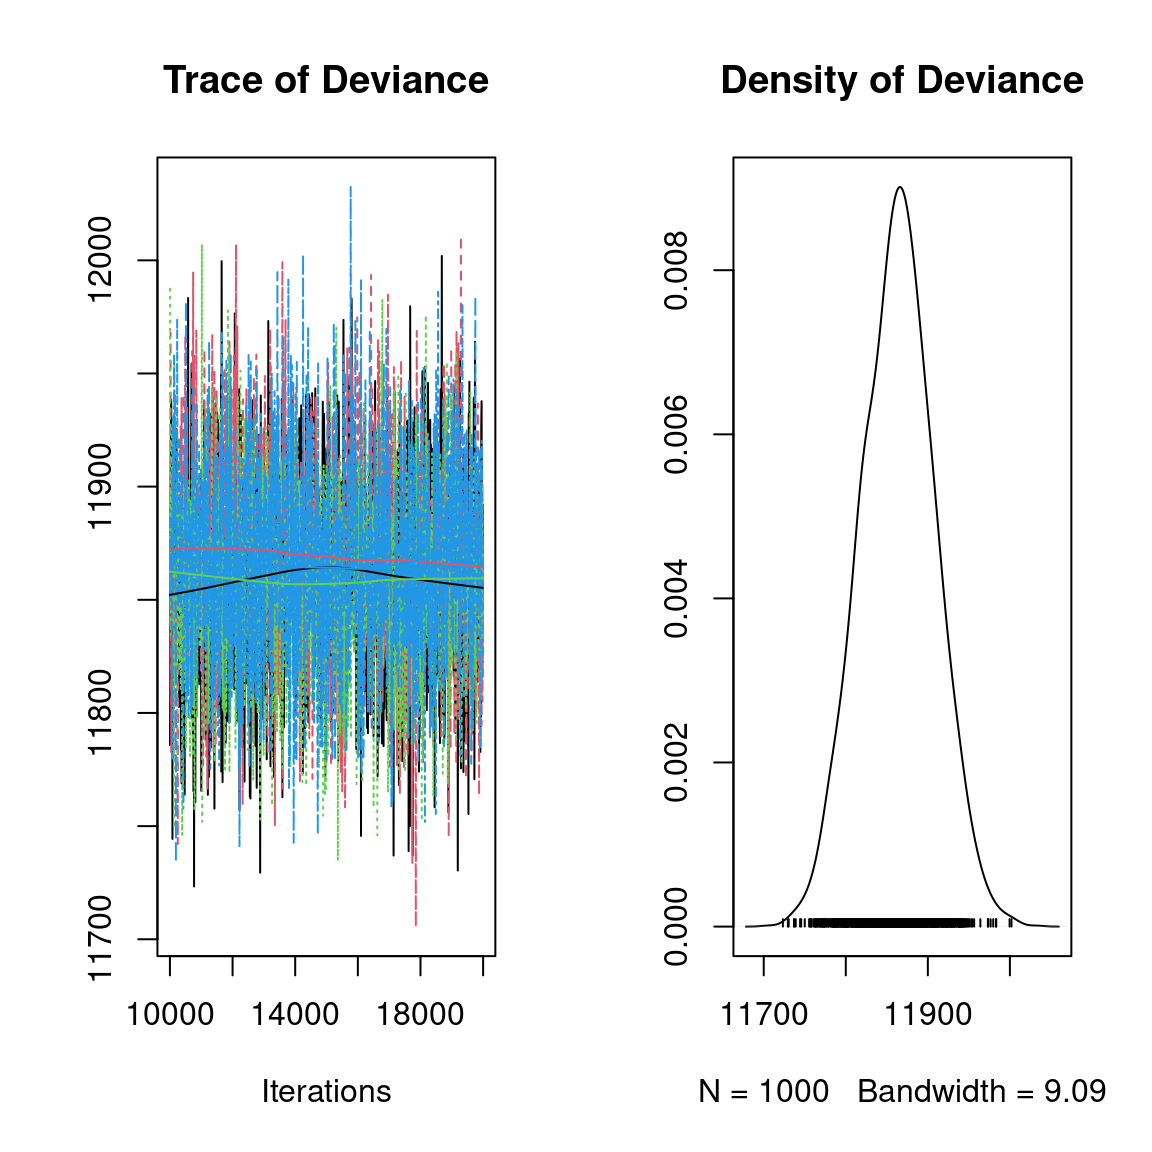 Trace of Deviance
12000
11900
11800
11700
10000 14000 18000
Iterations
Density of Deviance
0.008
0.006
0.004
0.002
0.000
11700 11900
N = 1000 Bandwidth = 9.09